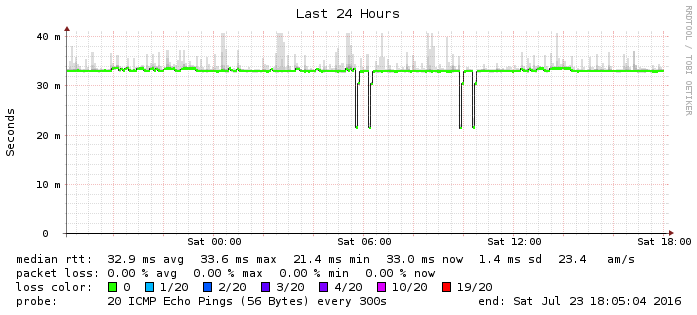 Last 24 Hours
RRDTOOL / TOBI OETIKER
Seconds
40 m
30 m
20 m
10 m
0
Sat 00:00 Sat 06:00 Sat 12:00 Sat 18:00
median rtt: 32.9 ms avg 33.6 ms max 21.4 ms min 33.0 ms now 1.4 ms sd 23.4 am/s
packet loss: 0.00 % avg 0.00 % max 0.00 % min 0.00 % now
loss color: 0 1/20 2/20 3/20 4/20 10/20 19/20
probe: 20 ICMP Echo Pings (56 Bytes) every 300s end: Sat Jul 23 18:05:04 2016